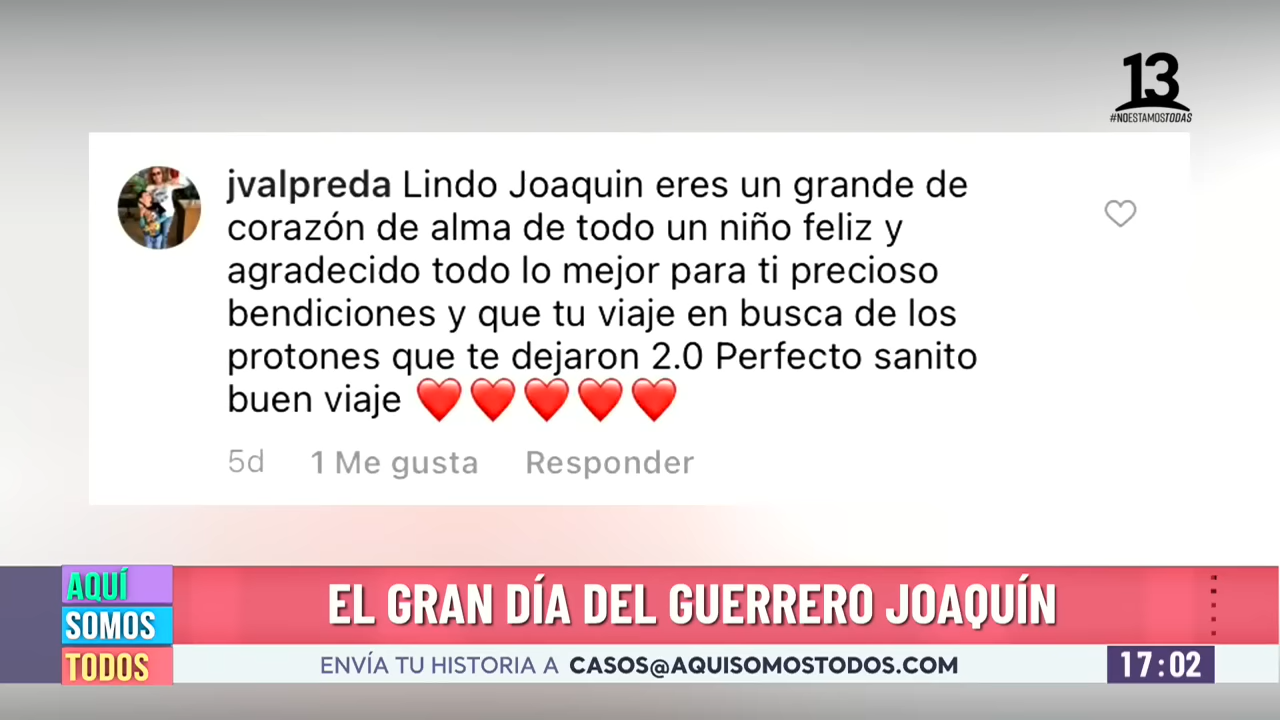 13
#NOESTAMOSTODAS
jvalpreda Lindo Joaquin eres un grande de
corazón de alma de todo un niño feliz y
agradecido todo lo mejor para ti precioso
bendiciones y que tu viaje en busca de los
protones que te dejaron 2.0 Perfecto sanito
buen viaje ❤️❤️❤️❤️❤️
5d 1 Me gusta Responder
AQUÍ
SOMOS
TODOS
EL GRAN DÍA DEL GUERRERO JOAQUÍN
ENVÍA TU HISTORIA A CASOS@AQUISOMOSTODOS.COM
17:02